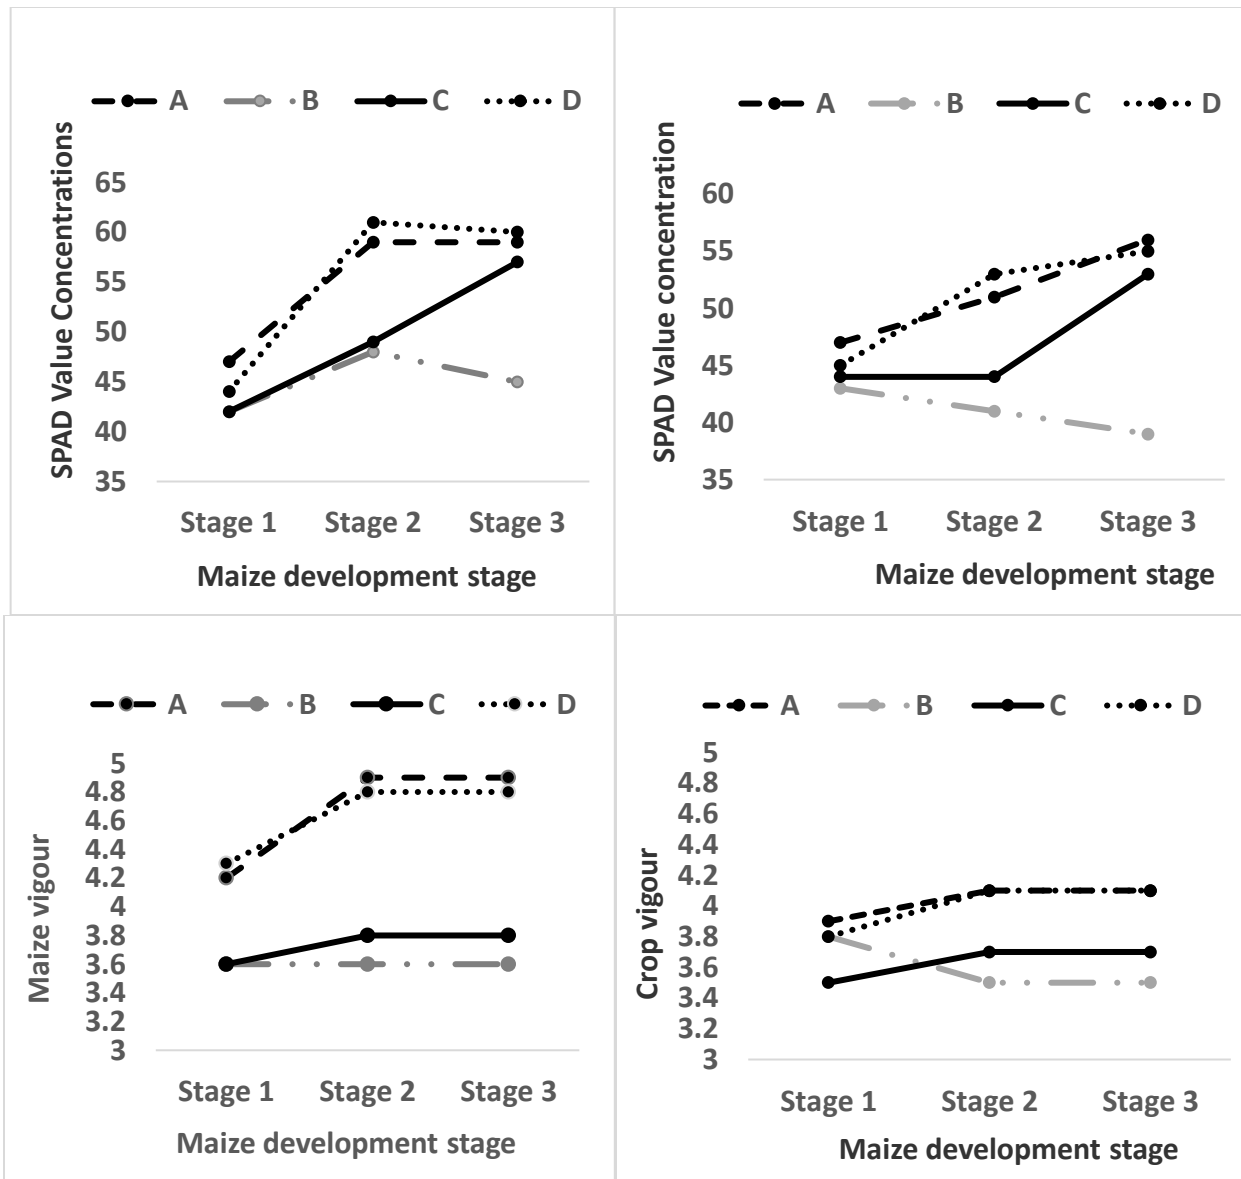 A B C D
SPAD Value Concentrations
65
60
55
50
45
40
35
Stage 1 Stage 2 Stage 3
Maize development stage
A B C D
SPAD Value concentration
60
55
50
45
40
35
Stage 1 Stage 2 Stage 3
Maize development stage
A B C D
Maize vigour
5
4.8
4.6
4.4
4.2
4
3.8
3.6
3.4
3.2
3
Stage 1 Stage 2 Stage 3
Maize development stage
A B C D
Crop vigour
5
4.8
4.6
4.4
4.2
4
3.8
3.6
3.4
3.2
3
Stage 1 Stage 2 Stage 3
Maize development stage